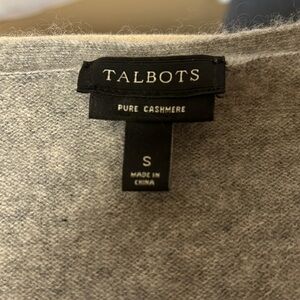 TALBOTS
PURE CASHMERE
S
MADE IN
CHINA